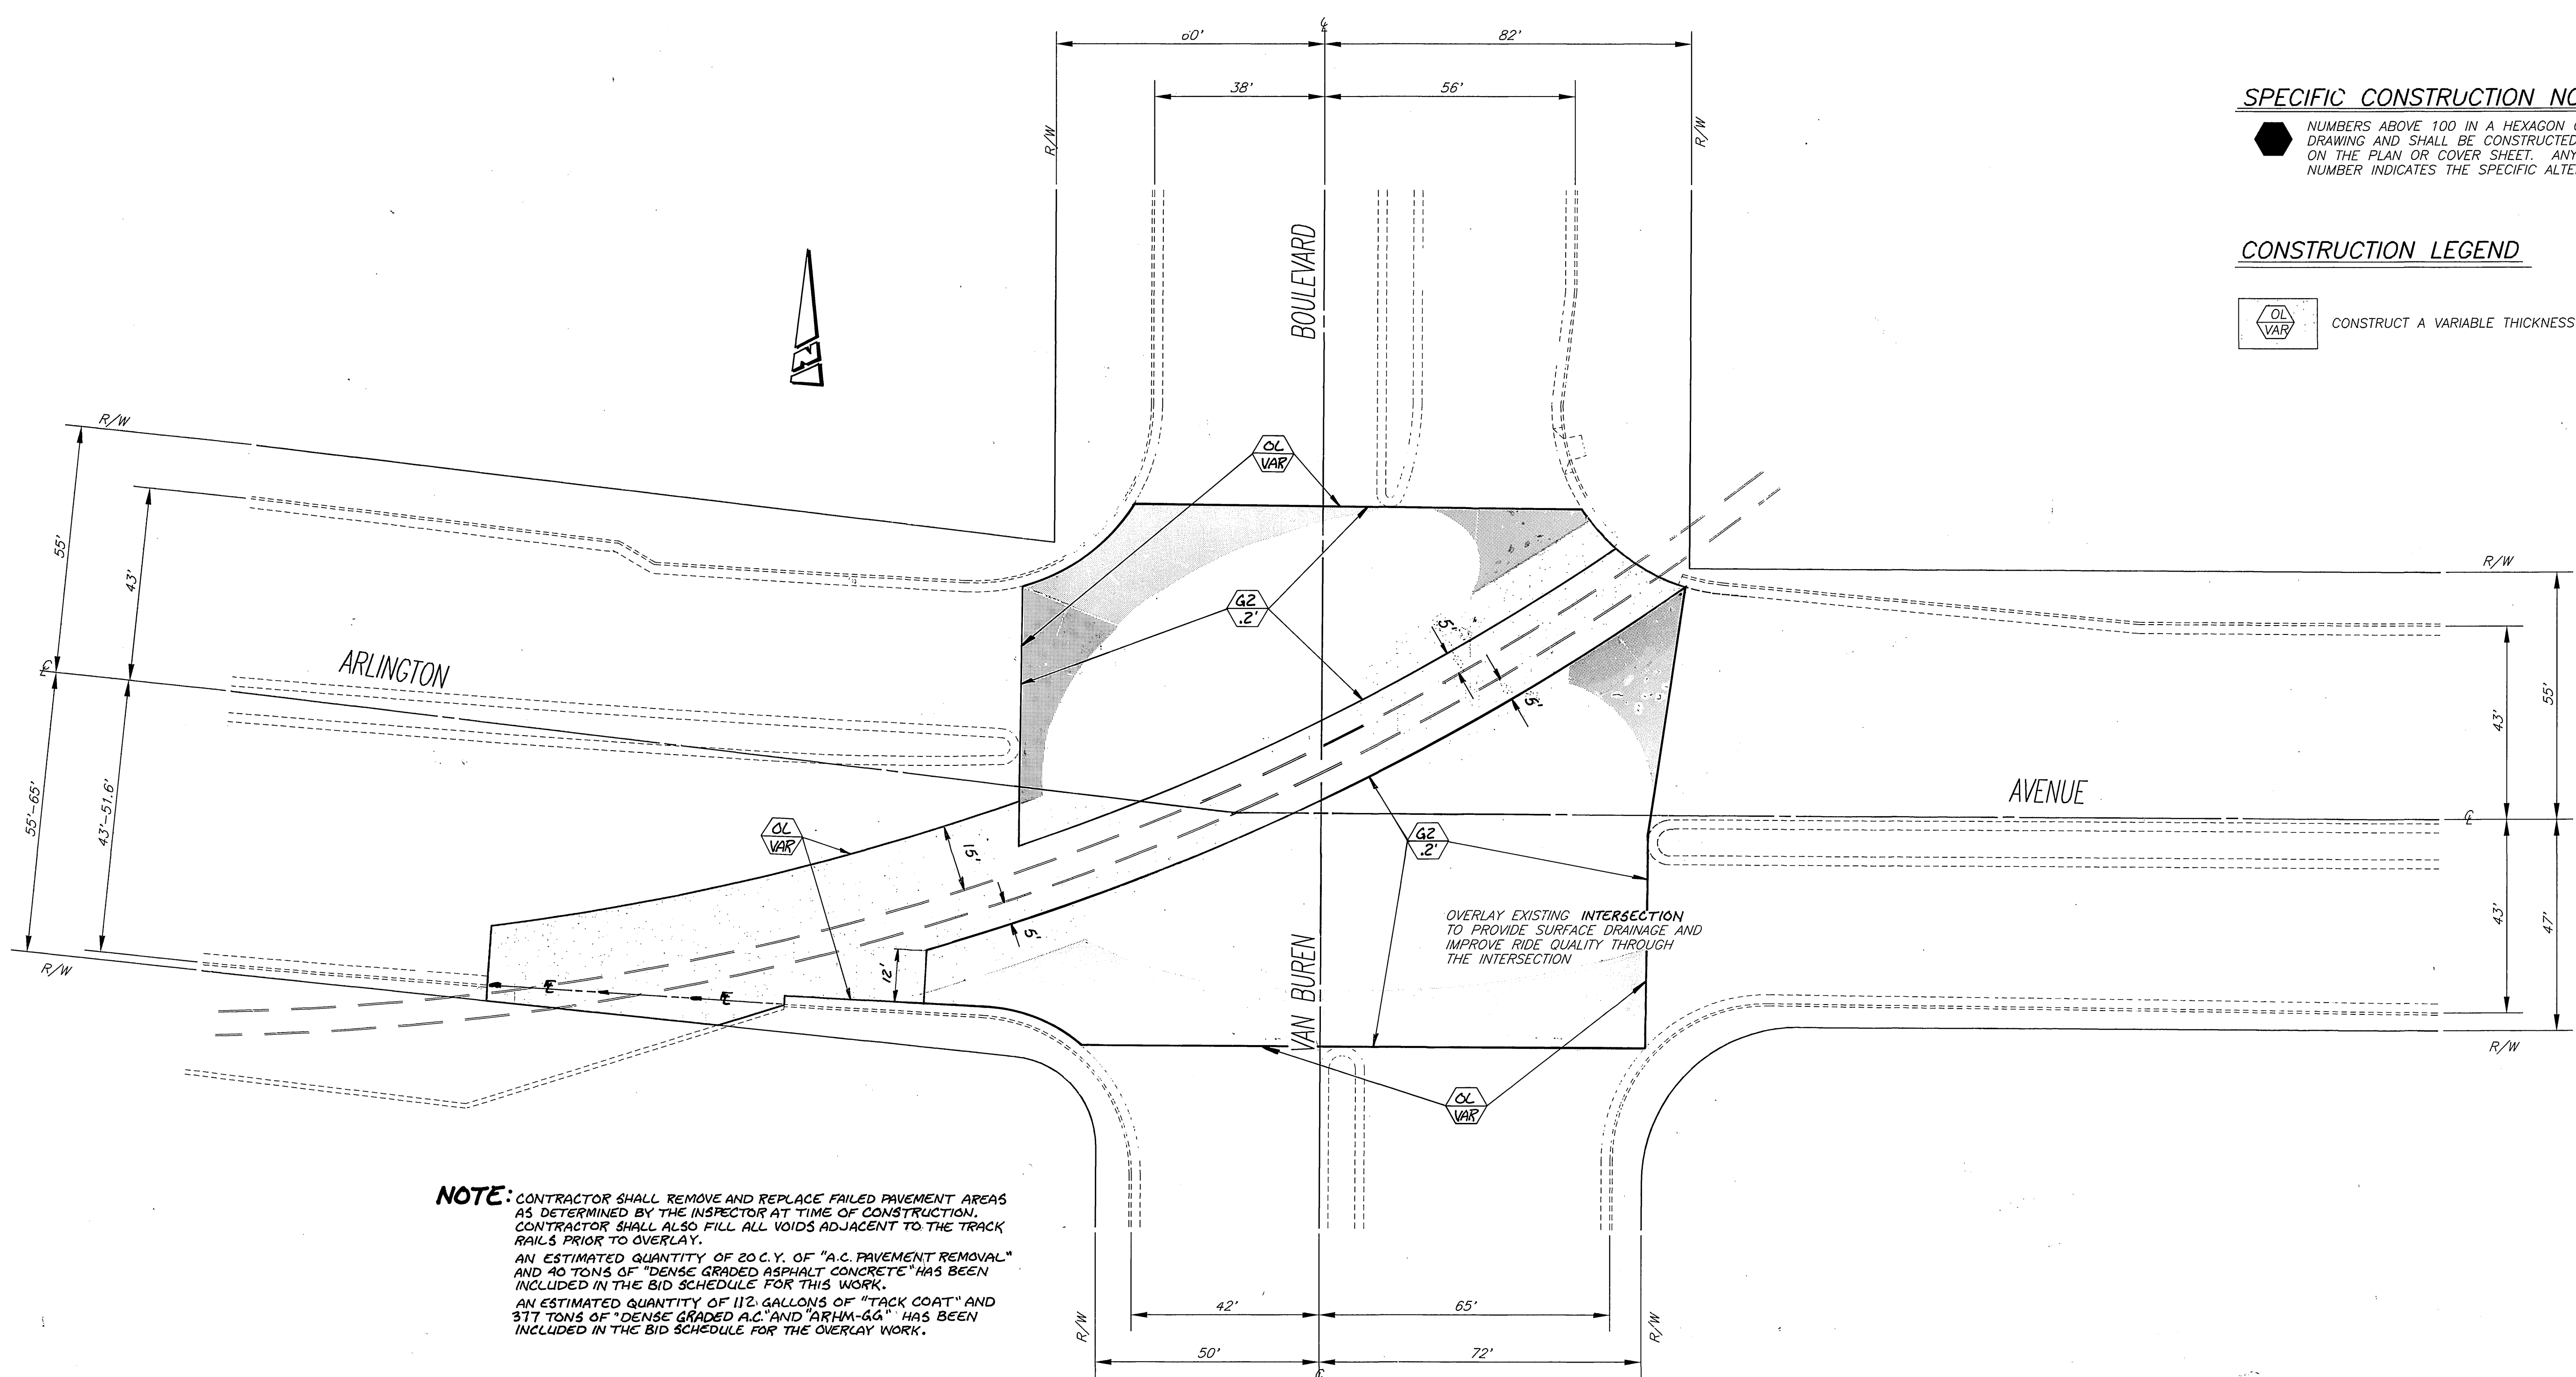 60'
82'
38'
56'
R/W
R/W
SPECIFIC CONSTRUCTION
NUMBERS ABOVE 100 IN A HEXAGON
DRAWING AND SHALL BE CONSTRUCTED
ON THE PLAN OR COVER SHEET. ANY
NUMBER INDICATES THE SPECIFIC
CONSTRUCTION LEGEND
OL
VAR
CONSTRUCT A VARIABLE THICKNESS
BOULEVARD
N
R/W
55'
43'
OL
VAR
G2
.2'
R/W
ARLINGTON
5'
5'
55'
43'
AVENUE
55'-65'
43'-51.6'
OL
VAR
15'
5'
12'
G2
.2'
OVERLAY EXISTING INTERSECTION
TO PROVIDE SURFACE DRAINAGE AND
IMPROVE RIDE QUALITY THROUGH
THE INTERSECTION
43'
47'
R/W
R/W
VAN BUREN
OL
VAR
NOTE: CONTRACTOR SHALL REMOVE AND REPLACE FAILED PAVEMENT AREAS
AS DETERMINED BY THE INSPECTOR AT TIME OF CONSTRUCTION.
CONTRACTOR SHALL ALSO FILL ALL VOIDS ADJACENT TO THE TRACK
RAILS PRIOR TO OVERLAY.
AN ESTIMATED QUANTITY OF 20 C.Y. OF "A.C. PAVEMENT REMOVAL"
AND 40 TONS OF "DENSE GRADED ASPHALT CONCRETE" HAS BEEN
INCLUDED IN THE BID SCHEDULE FOR THIS WORK.
AN ESTIMATED QUANTITY OF 112 GALLONS OF "TACK COAT" AND
377 TONS OF "DENSE GRADED A.C." AND "ARHM-GG" HAS BEEN
INCLUDED IN THE BID SCHEDULE FOR THE OVERLAY WORK.
42'
65'
R/W
R/W
50'
72'